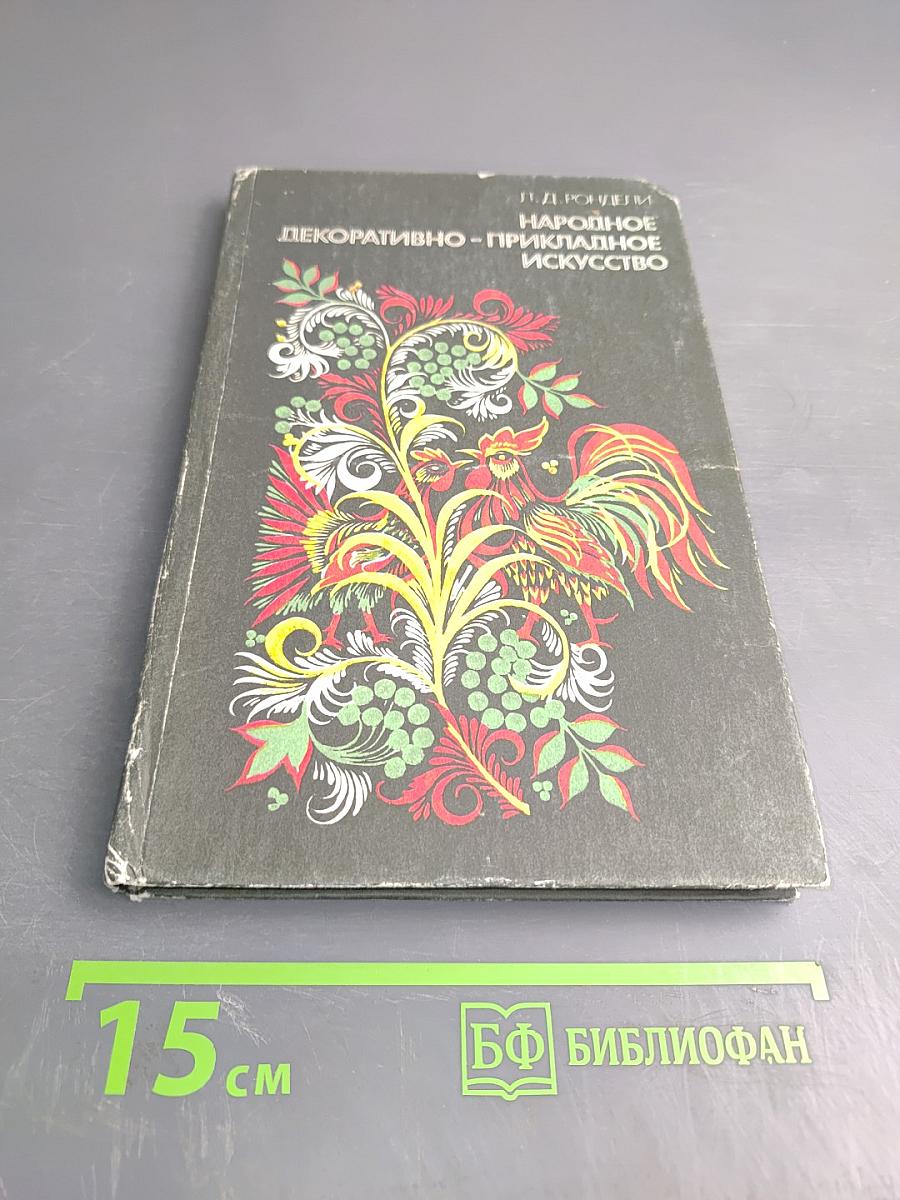 Л. Д. РОНДЕЛИ
НАРОДНОЕ
ДЕКОРАТИВНО-ПРИКЛАДНОЕ
ИСКУССТВО
15 см
БФ БИБЛИОФАН